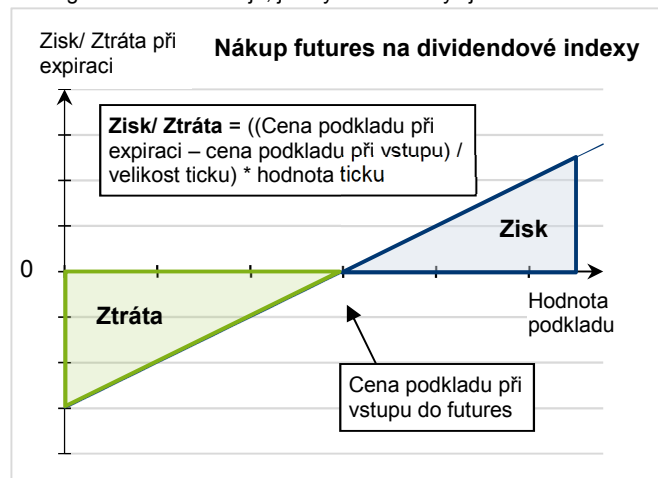 Zisk/ Ztráta při
expiraci
Nákup futures na dividendové indexy
Zisk/ Ztráta = ((Cena podkladu při
expiraci – cena podkladu při vstupu) /
velikost ticku) * hodnota ticku
Zisk
0
Hodnota
podkladu
Ztráta
Cena podkladu při
vstupu do futures